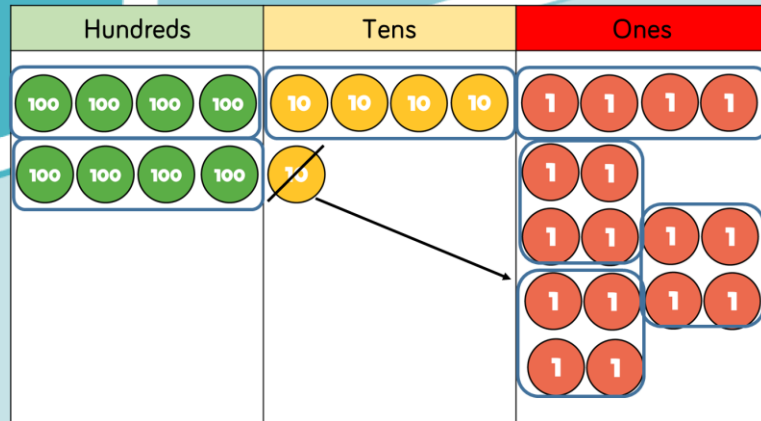 Hundreds Tens Ones
100 100 100 100 10 10 10 10 1 1 1 1
100 100 100 100 10 1 1
1 1 1 1
1 1 1 1
1 1